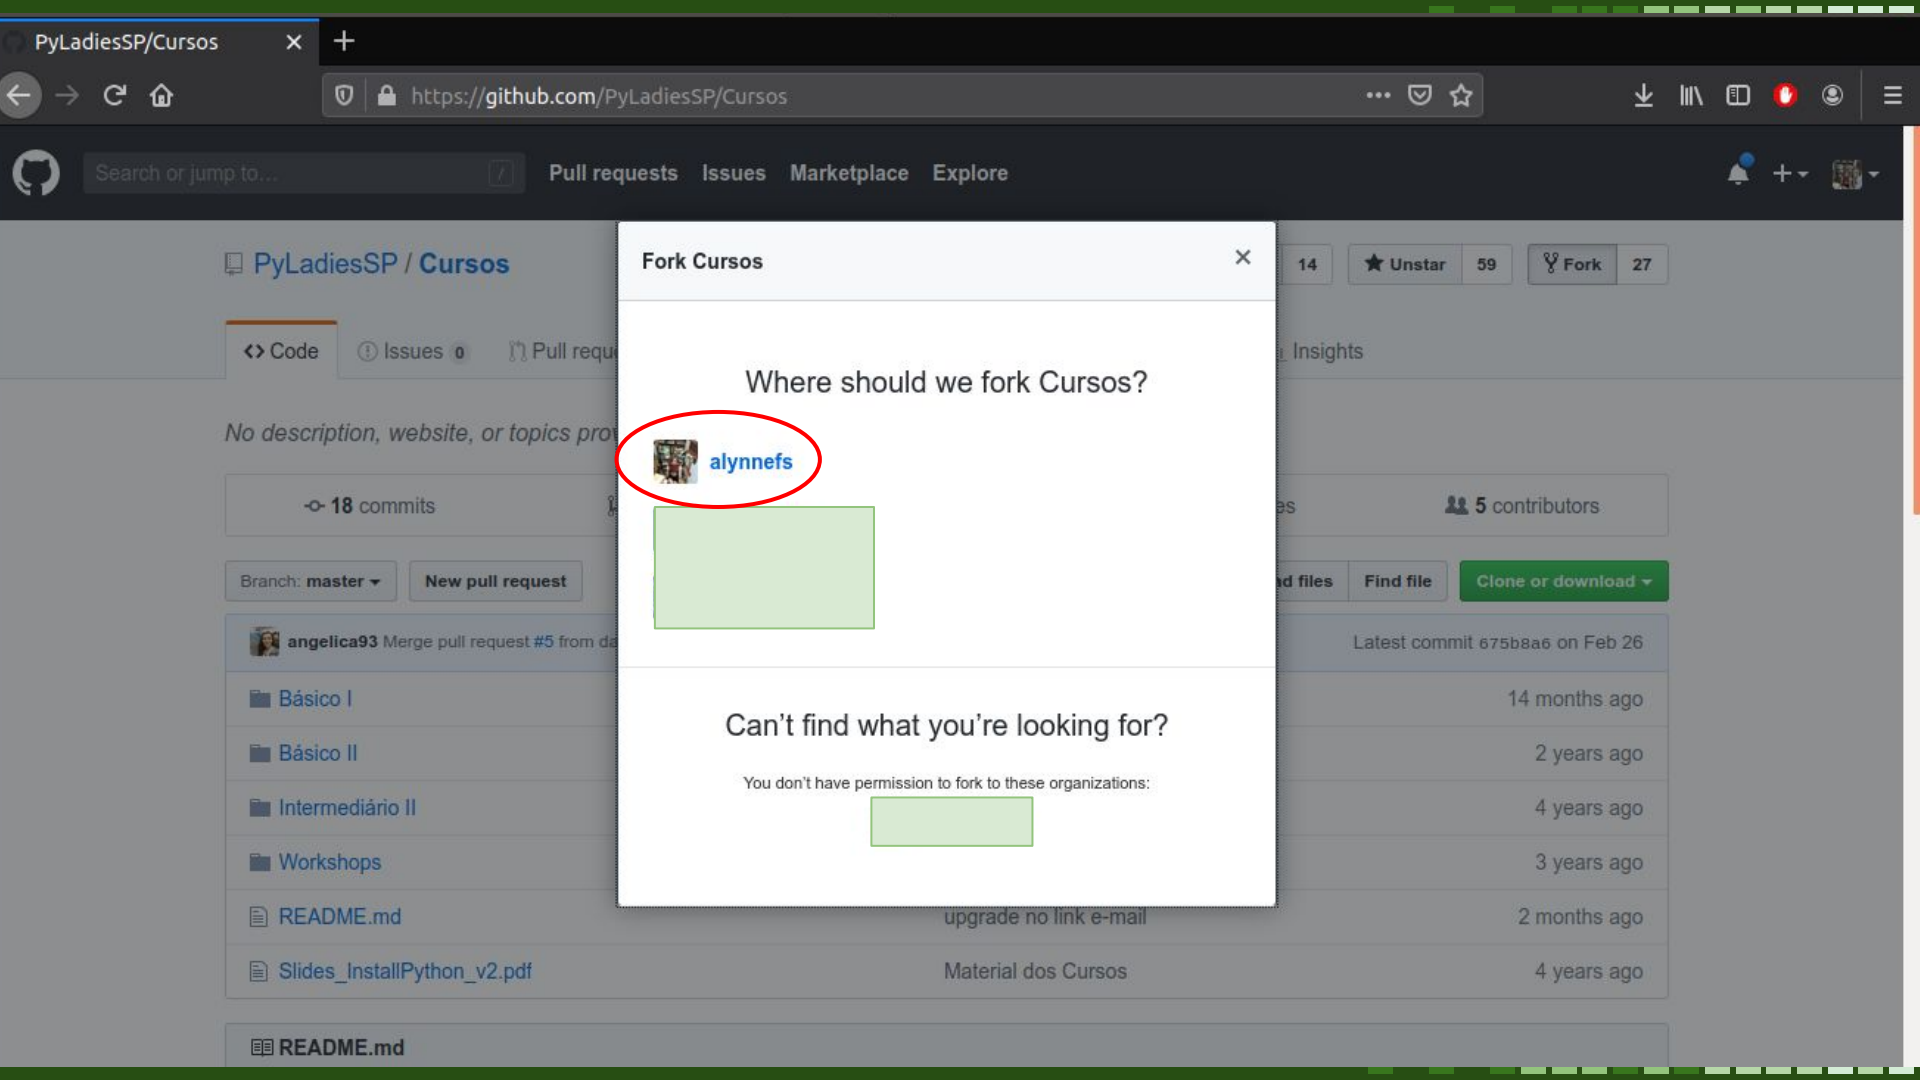 PyLadiesSP/Cursos
https://github.com/PyLadiesSP/Cursos
Search or jump to... /
Pull requests Issues Marketplace Explore
PyLadiesSP / Cursos
14 Unstar 59 Fork 27
Code Issues 0 Pull requ
Insights
No description, website, or topics prov
18 commits
es
5 contributors
Branch: master New pull request
ad files Find file Clone or download
angelica93 Merge pull request #5 from da
Latest commit 675b8a6 on Feb 26
Básico I 14 months ago
Básico II 2 years ago
Intermediário II 4 years ago
Workshops 3 years ago
README.md upgrade no link e-mail 2 months ago
Slides_InstallPython_v2.pdf Material dos Cursos 4 years ago
README.md
Fork Cursos
Where should we fork Cursos?
alynnefs
Can't find what you're looking for?
You don't have permission to fork to these organizations: